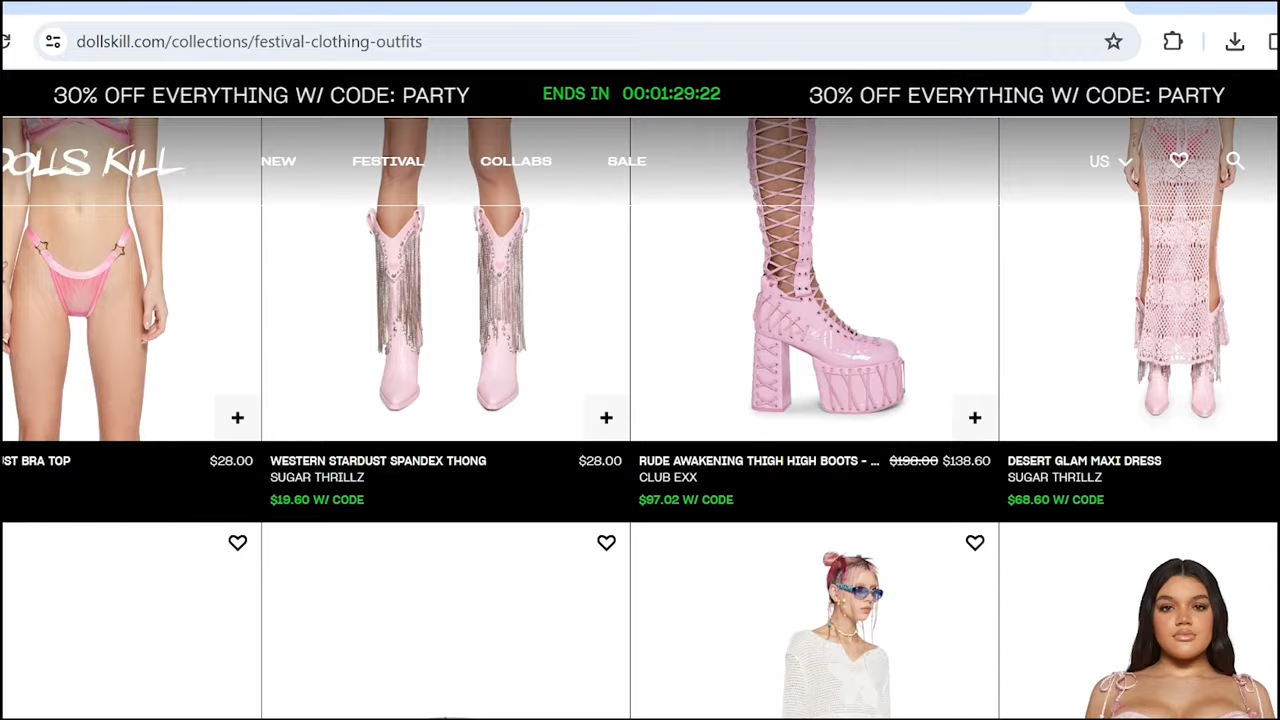 dollskill.com/collections/festival-clothing-outfits
30% OFF EVERYTHING W/ CODE: PARTY ENDS IN 00:01:29:22 30% OFF EVERYTHING W/ CODE: PARTY
DOLLS KILL NEW FESTIVAL COLLABS SALE US
ST BRA TOP $28.00
WESTERN STARDUST SPANDEX THONG $28.00
SUGAR THRILLZ
$19.60 W/ CODE
RUDE AWAKENING THIGH HIGH BOOTS - ... $198.00 $138.60
CLUB EXX
$97.02 W/ CODE
DESERT GLAM MAXI DRESS
SUGAR THRILLZ
$68.60 W/ CODE